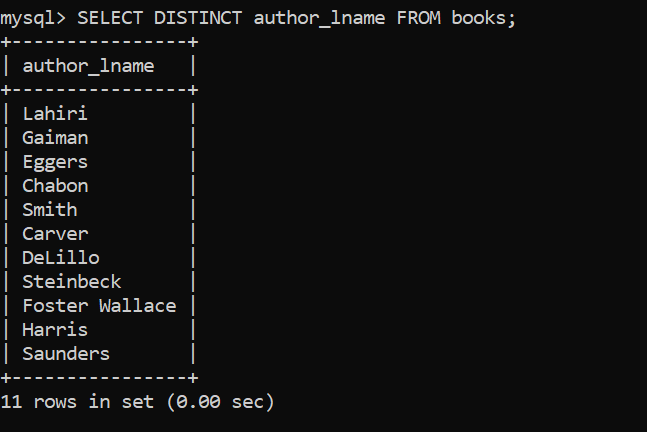 mysql> SELECT DISTINCT author_lname FROM books;
+----------------+
| author_lname   |
+----------------+
| Lahiri         |
| Gaiman         |
| Eggers         |
| Chabon         |
| Smith          |
| Carver         |
| DeLillo        |
| Steinbeck      |
| Foster Wallace |
| Harris         |
| Saunders       |
+----------------+
11 rows in set (0.00 sec)